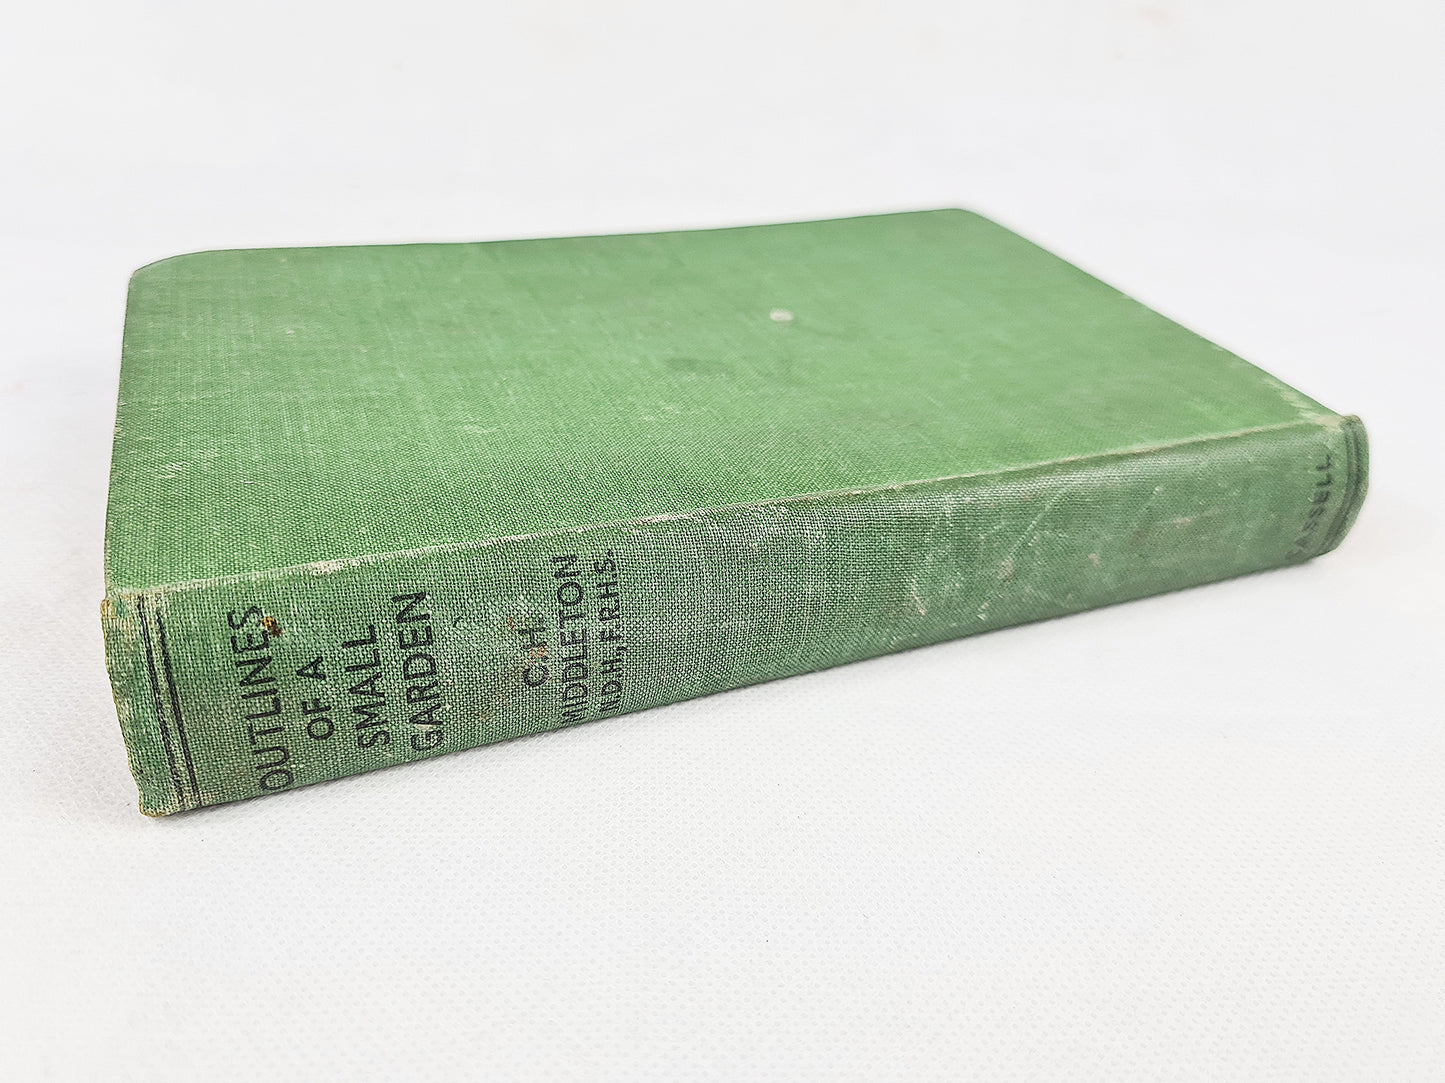 OUTLINES
OF A
SMALL
GARDEN
C.H.
MIDDLETON
N.D.H., F.R.H.S.
CASSELL